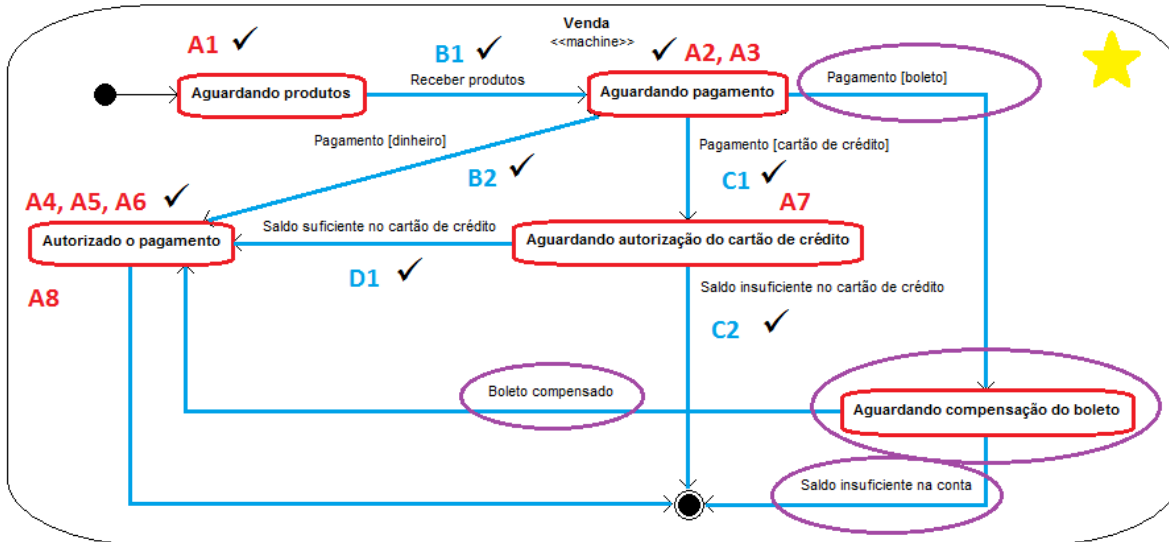 Venda
<<machine>>
A1
B1
A2, A3
Receber produtos
Pagamento [boleto]
Aguardando produtos
Aguardando pagamento
Pagamento [dinheiro]
Pagamento [cartão de crédito]
B2
C1
A4, A5, A6
A7
Saldo suficiente no cartão de crédito
Autorizado o pagamento
Aguardando autorização do cartão de crédito
D1
A8
Saldo insuficiente no cartão de crédito
C2
Boleto compensado
Aguardando compensação do boleto
Saldo insuficiente na conta